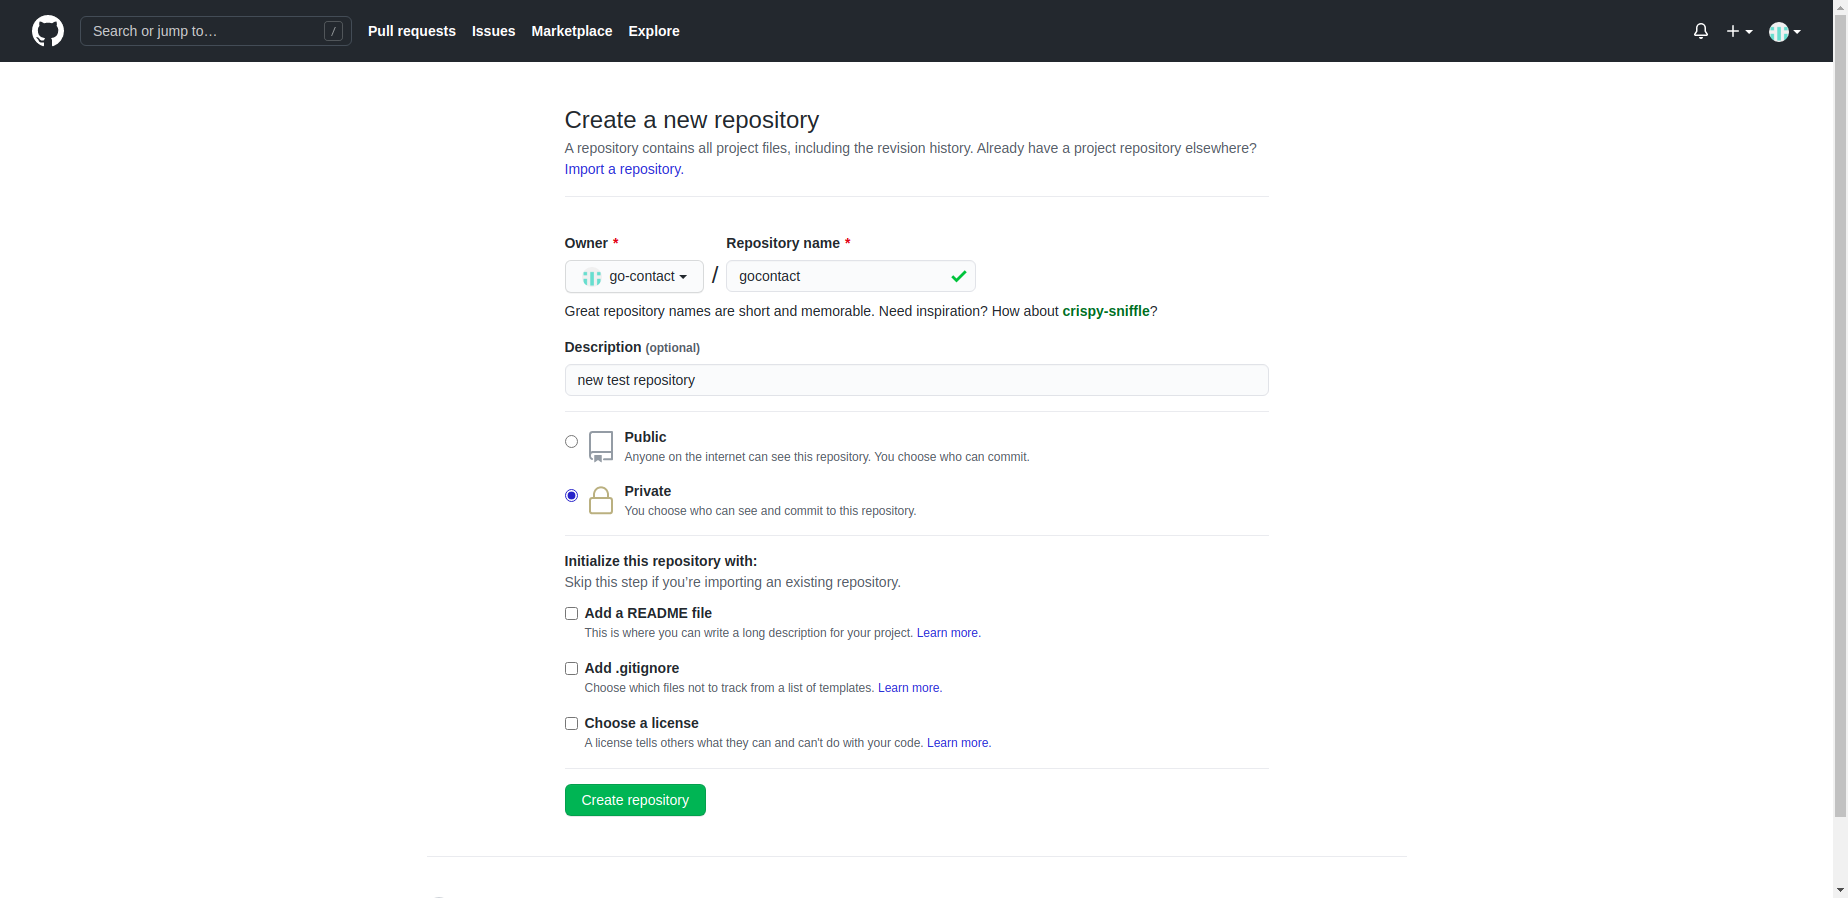 Search or jump to… /
Pull requests Issues Marketplace Explore
Create a new repository
A repository contains all project files, including the revision history. Already have a project repository elsewhere?
Import a repository.
Owner * Repository name *
go-contact / gocontact
Great repository names are short and memorable. Need inspiration? How about crispy-sniffle?
Description (optional)
new test repository
Public
Anyone on the internet can see this repository. You choose who can commit.
Private
You choose who can see and commit to this repository.
Initialize this repository with:
Skip this step if you’re importing an existing repository.
Add a README file
This is where you can write a long description for your project. Learn more.
Add .gitignore
Choose which files not to track from a list of templates. Learn more.
Choose a license
A license tells others what they can and can't do with your code. Learn more.
Create repository